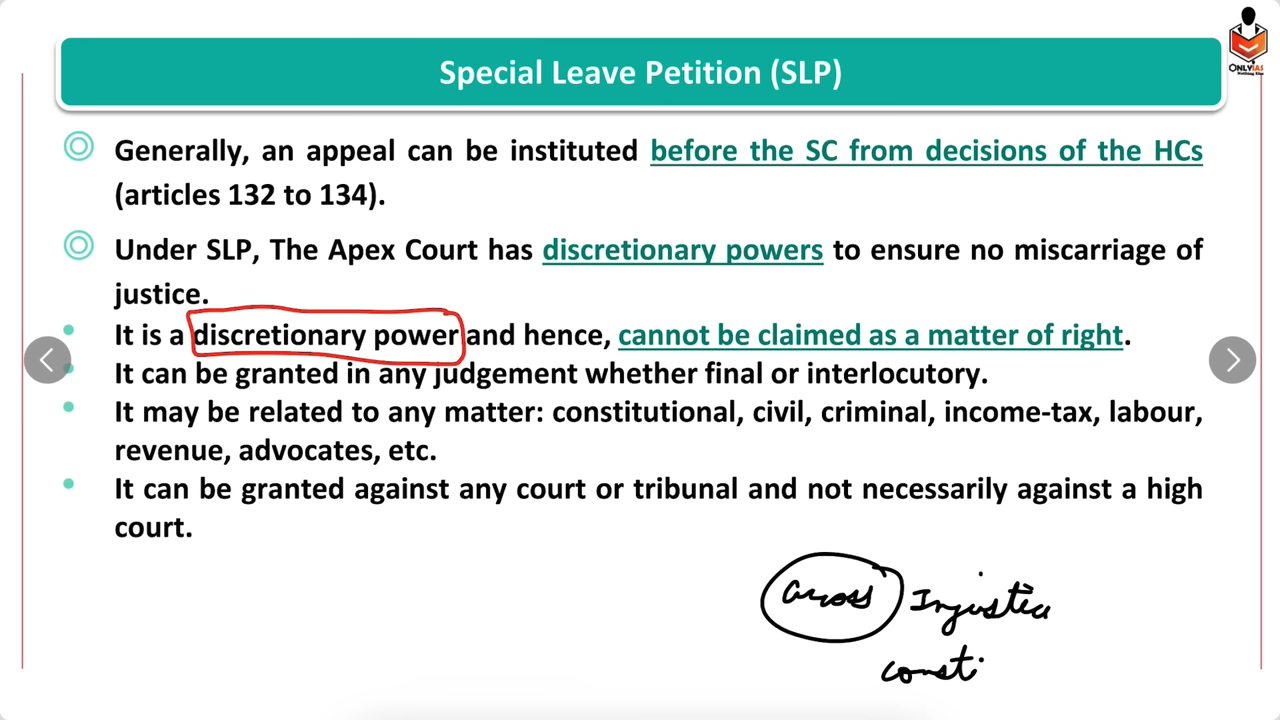 ONLYIAS
Nothing Else
Special Leave Petition (SLP)
Generally, an appeal can be instituted before the SC from decisions of the HCs
(articles 132 to 134).
Under SLP, The Apex Court has discretionary powers to ensure no miscarriage of
justice.
It is a discretionary power and hence, cannot be claimed as a matter of right.
It can be granted in any judgement whether final or interlocutory.
It may be related to any matter: constitutional, civil, criminal, income-tax, labour,
revenue, advocates, etc.
It can be granted against any court or tribunal and not necessarily against a high
court.
Injustice
consti